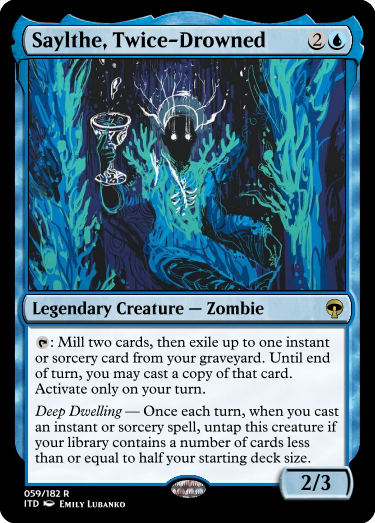 Saylthe, Twice-Drowned 2
Legendary Creature — Zombie
: Mill two cards, then exile up to one instant
or sorcery card from your graveyard. Until end
of turn, you may cast a copy of that card.
Activate only on your turn.
Deep Dwelling — Once each turn, when you cast
an instant or sorcery spell, untap this creature if
your library contains a number of cards less
than or equal to half your starting deck size.
2/3
059/182 R
ITD Emily Lubanko